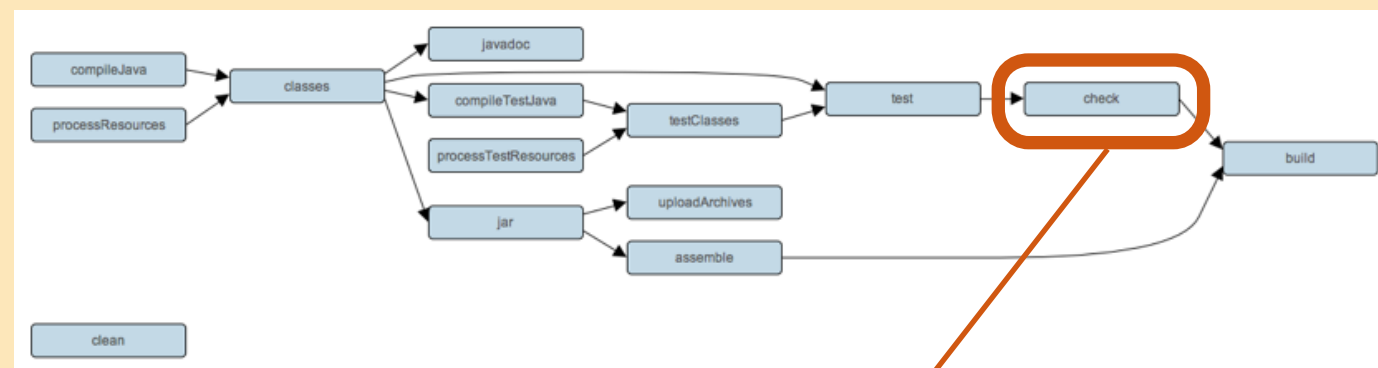 javadoc
compileJava
classes
compileTestJava
test
check
processResources
testClasses
processTestResources
build
uploadArchives
jar
assemble
clean